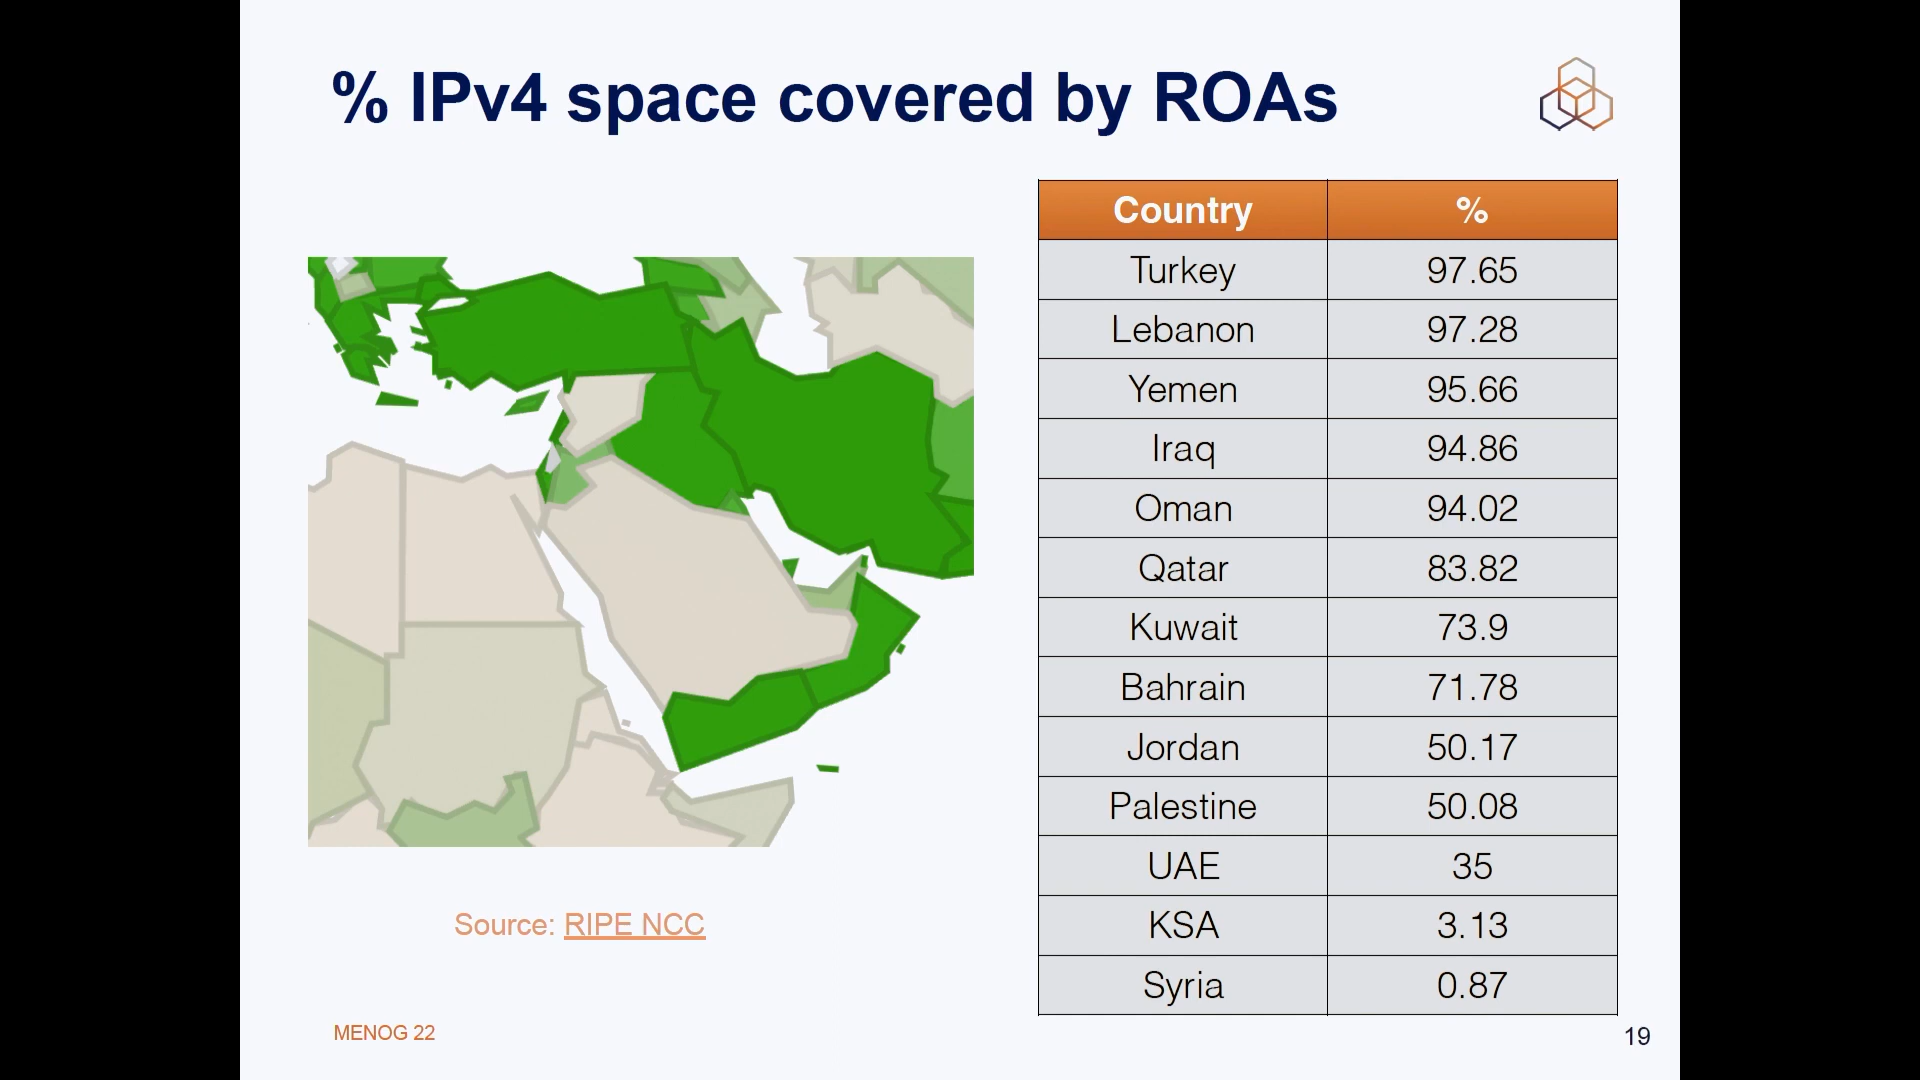 % IPv4 space covered by ROAs
Country %
Turkey 97.65
Lebanon 97.28
Yemen 95.66
Iraq 94.86
Oman 94.02
Qatar 83.82
Kuwait 73.9
Bahrain 71.78
Jordan 50.17
Palestine 50.08
UAE 35
KSA 3.13
Syria 0.87
Source: RIPE NCC
MENOG 22
19